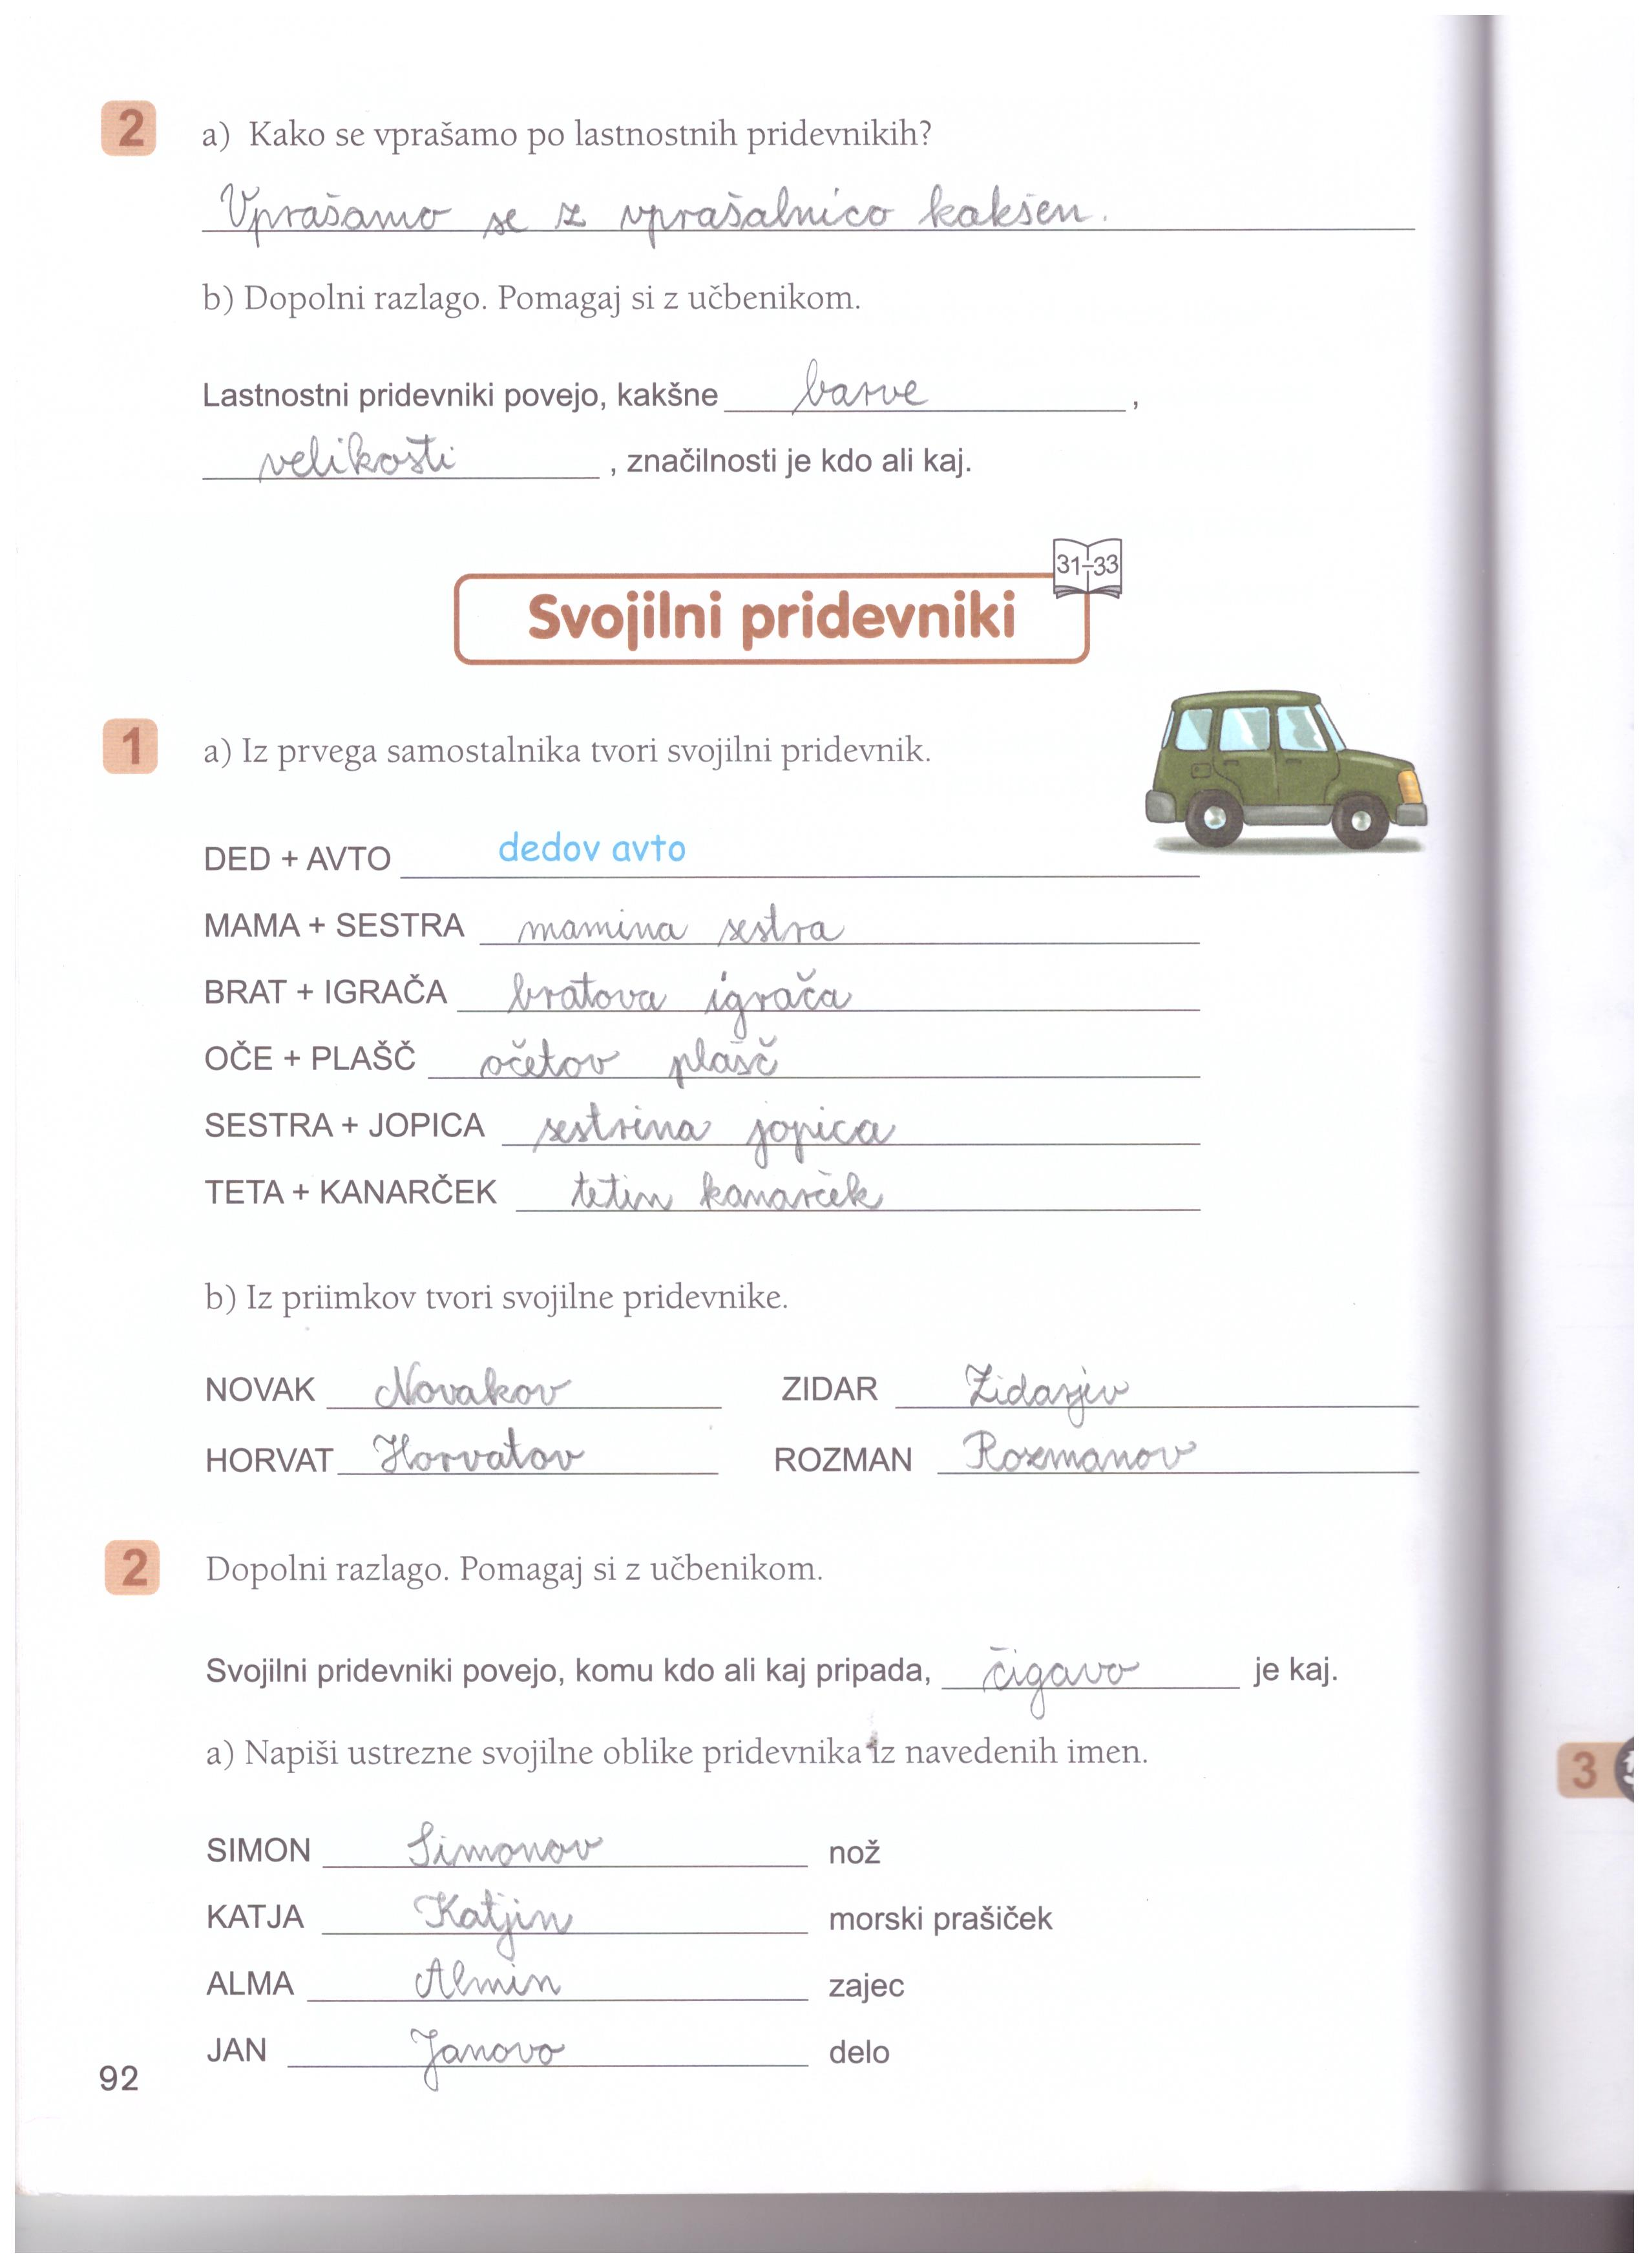 2 a) Kako se vprašamo po lastnostnih pridevnikih?
Vprašamo se z vprašalnico kakšen.
b) Dopolni razlago. Pomagaj si z učbenikom.
Lastnostni pridevniki povejo, kakšne barve ,
velikosti , značilnosti je kdo ali kaj.
31–33
Svojilni pridevniki
1 a) Iz prvega samostalnika tvori svojilni pridevnik.
DED + AVTO dedov avto
MAMA + SESTRA mamina sestra
BRAT + IGRAČA bratova igrača
OČE + PLAŠČ očetov plašč
SESTRA + JOPICA sestrina jopica
TETA + KANARČEK tetin kanarček
b) Iz priimkov tvori svojilne pridevnike.
NOVAK Novakov ZIDAR Zidarjev
HORVAT Horvatov ROZMAN Rozmanov
2 Dopolni razlago. Pomagaj si z učbenikom.
Svojilni pridevniki povejo, komu kdo ali kaj pripada, čigavo je kaj.
a) Napiši ustrezne svojilne oblike pridevnika iz navedenih imen.
3
SIMON Simonov nož
KATJA Katjin morski prašiček
ALMA Almin zajec
JAN Janovo delo
92